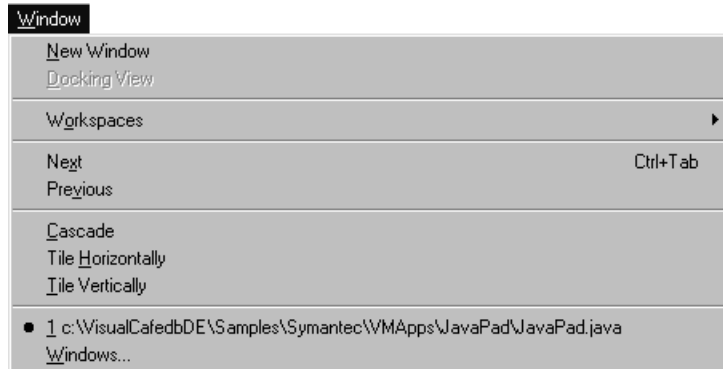 Window
New Window
Docking View
Workspaces
Next Ctrl+Tab
Previous
Cascade
Tile Horizontally
Tile Vertically
1 c:\VisualCafedbDE\Samples\Symantec\VMApps\JavaPad\JavaPad.java
Windows...